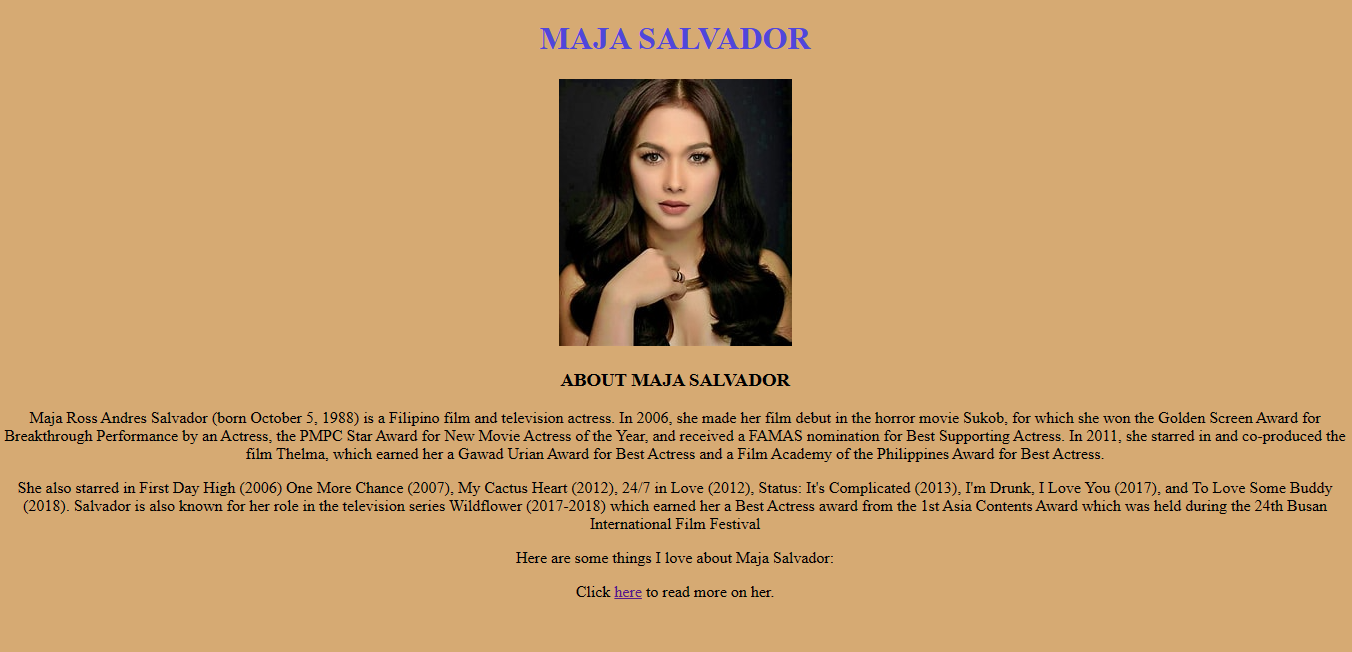 MAJA SALVADOR
ABOUT MAJA SALVADOR
Maja Ross Andres Salvador (born October 5, 1988) is a Filipino film and television actress. In 2006, she made her film debut in the horror movie Sukob, for which she won the Golden Screen Award for
Breakthrough Performance by an Actress, the PMPC Star Award for New Movie Actress of the Year, and received a FAMAS nomination for Best Supporting Actress. In 2011, she starred in and co-produced the
film Thelma, which earned her a Gawad Urian Award for Best Actress and a Film Academy of the Philippines Award for Best Actress.
She also starred in First Day High (2006) One More Chance (2007), My Cactus Heart (2012), 24/7 in Love (2012), Status: It's Complicated (2013), I'm Drunk, I Love You (2017), and To Love Some Buddy
(2018). Salvador is also known for her role in the television series Wildflower (2017-2018) which earned her a Best Actress award from the 1st Asia Contents Award which was held during the 24th Busan
International Film Festival
Here are some things I love about Maja Salvador:
Click here to read more on her.